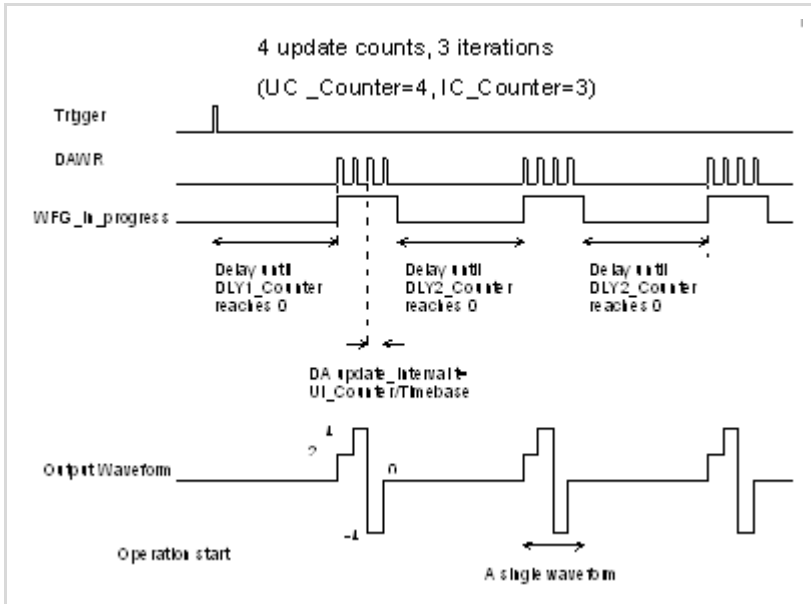 4 update counts, 3 iterations
(UC _Counter=4, IC_Counter=3)
Trigger
DAWR
WFG_in_progress
Delay until
DLY1_Counter
reaches 0
Delay until
DLY2_Counter
reaches 0
Delay until
DLY2_Counter
reaches 0
DA update_interval t=
UI_Counter/Timebase
4
2
0
-4
Output Waveform
Operation start
A single waveform